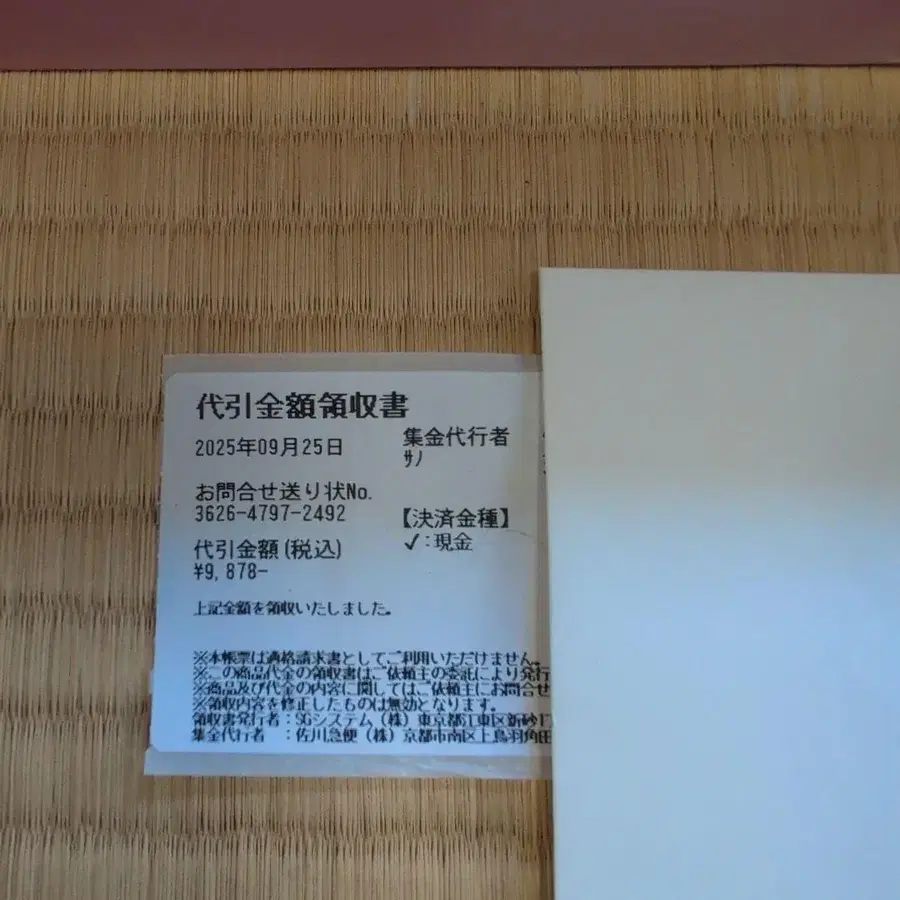 代引金額領収書
2025年09月25日
集金代行者
ｻﾉ
お問合せ送り状No.
3626-4797-2492
【決済金種】
✓:現金
代引金額(税込)
¥9,878-
上記金額を領収いたしました。
※本帳票は適格請求書としてご利用いただけません。
※この商品代金の領収書はご依頼主の委託により発行
※商品及び代金の内容に関してはご依頼主にお問合せ
※領収内容を修正したものは無効となります。
領収書発行者：SGシステム（株）東京都江東区新砂1丁
集金代行者　：佐川急便（株）京都市南区上鳥羽角田